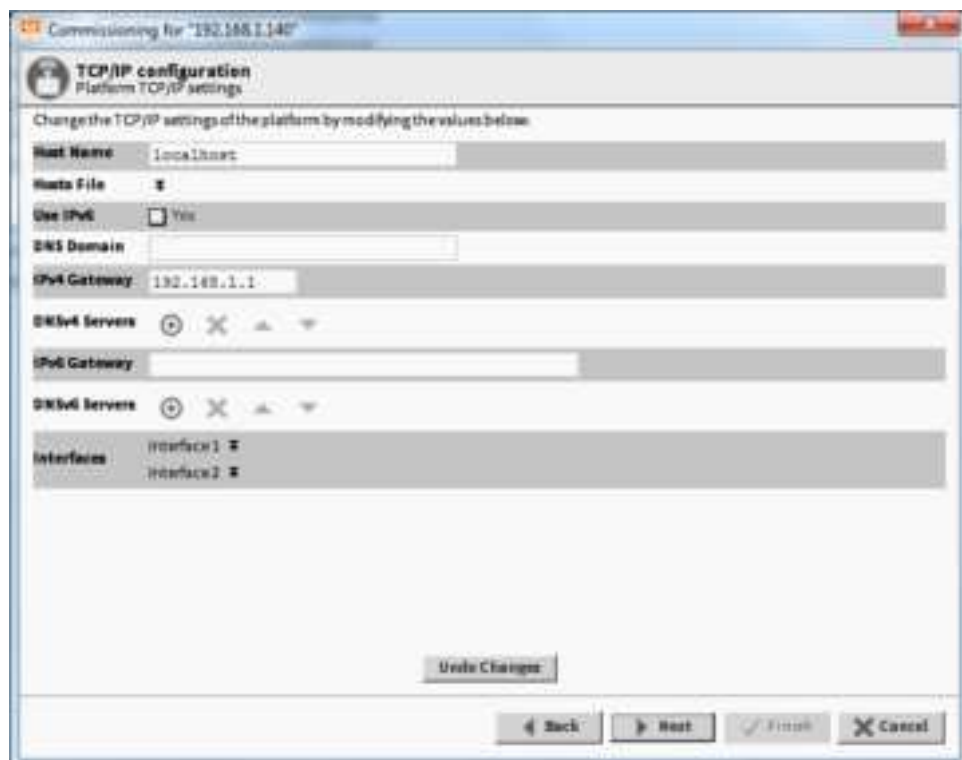 Commissioning for "192.168.1.140"
TCP/IP configuration
Platform TCP/IP settings
Change the TCP/IP settings of the platform by modifying the values below.
Host Name localhost
Hosts File
Use IPv6 Yes
DNS Domain
IPv4 Gateway 192.168.1.1
DNSv4 Servers
IPv6 Gateway
DNSv6 Servers
Interfaces
Interface 1
Interface 2
Undo Changes
Back Next Finish Cancel